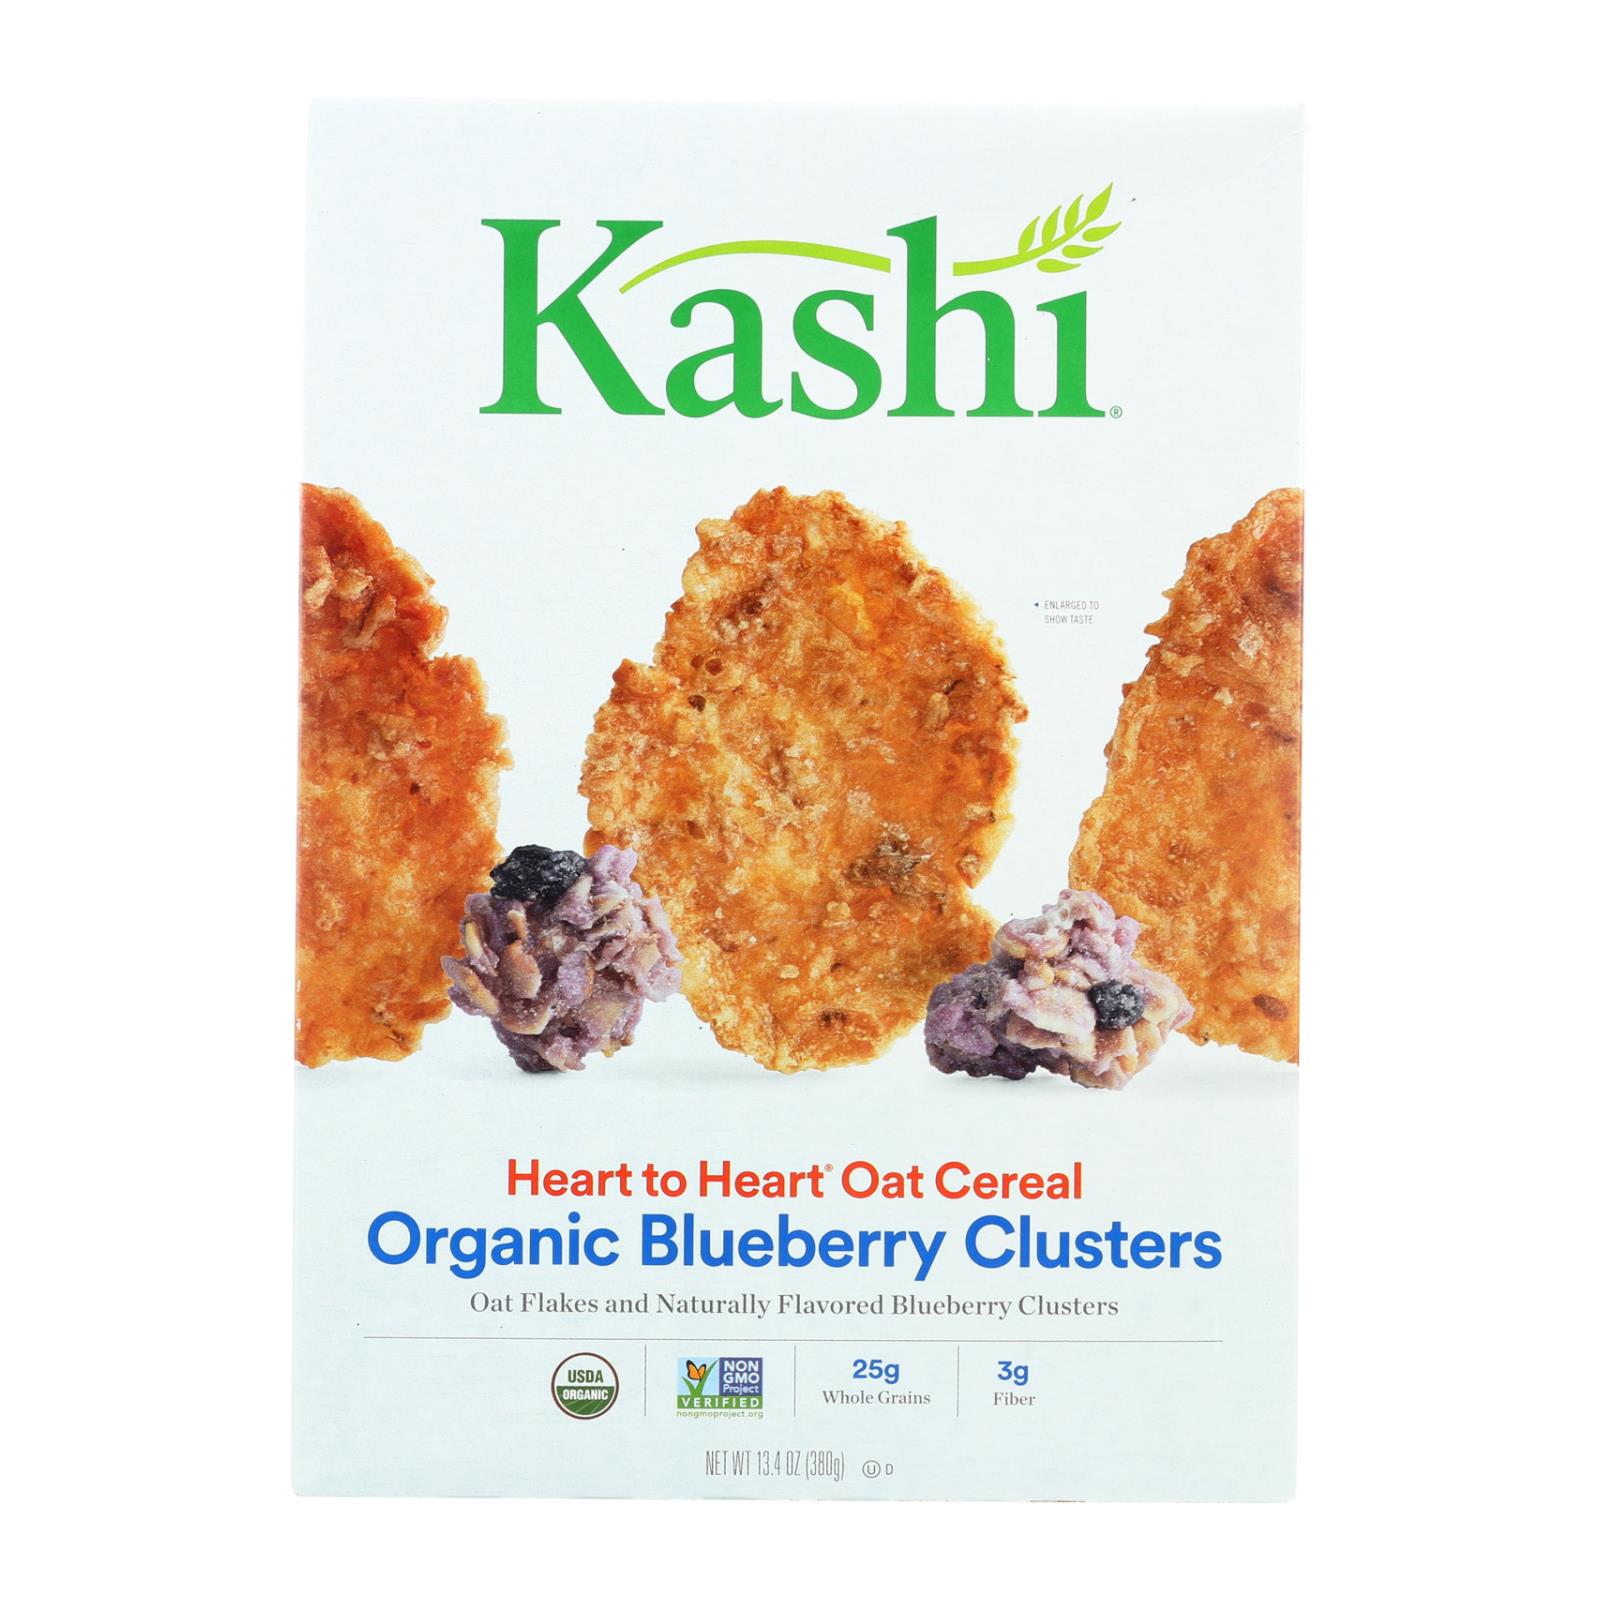 Kashi®
◂ ENLARGED TO
SHOW TASTE
Heart to Heart® Oat Cereal
Organic Blueberry Clusters
Oat Flakes and Naturally Flavored Blueberry Clusters
USDA
ORGANIC
NON
GMO
Project
VERIFIED
nongmoproject.org
25g
Whole Grains
3g
Fiber
NET WT 13.4 OZ (380g) Ⓤ D